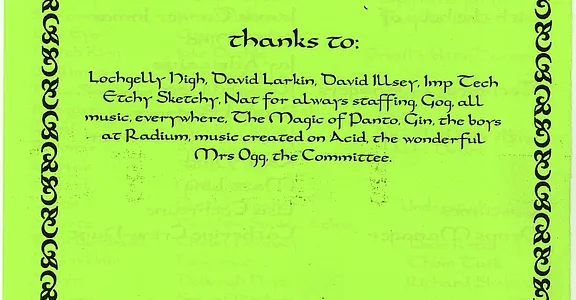 thanks to:
Lochgelly High, David Larkin, David Illsey, Imp Tech
Etchy Sketchy, Nat for always staffing, Gog, all
music, everywhere, The Magic of Panto, Gin, the boys
at Radium, music created on Acid, the wonderful
Mrs Ogg, the Committee.